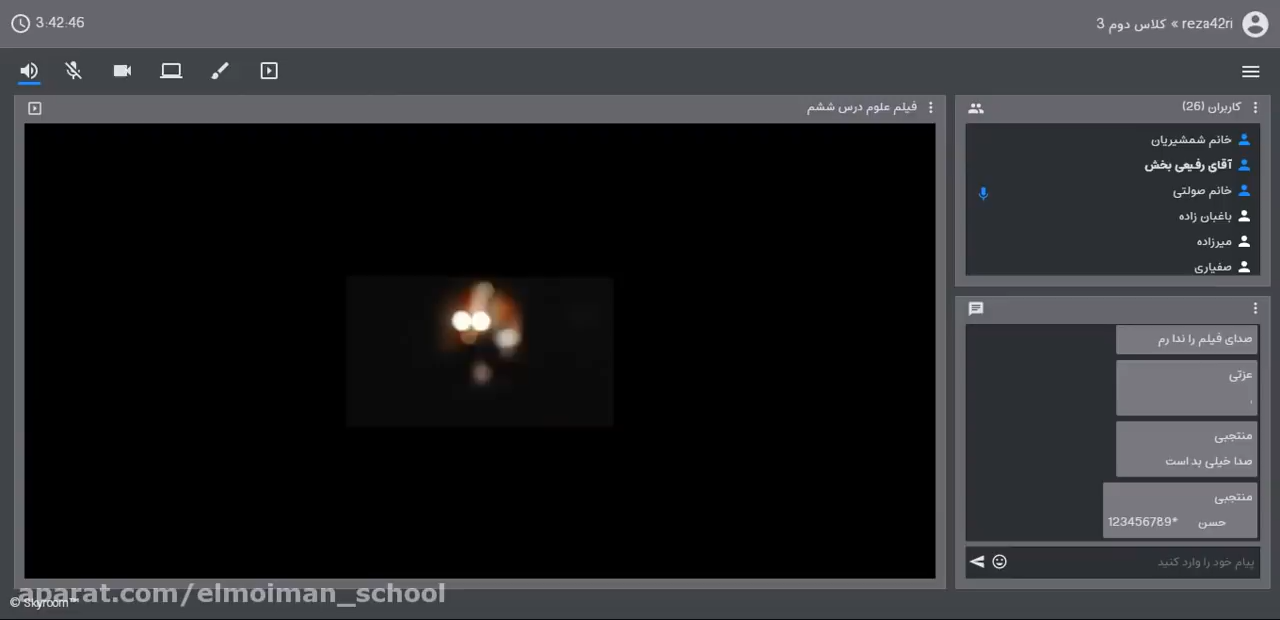 3:42:46
reza42ri » کلاس دوم 3
فیلم علوم درس ششم
کاربران (26)
خانم شمشیریان
آقای رفیعی بخش
خانم صولتی
باغبان زاده
میرزاده
صفیاری
صدای فیلم را ندا رم
عزتی
،
منتجبی
صدا خیلی بد است
منتجبی
حسن 123456789*
پیام خود را وارد کنید
aparat.com/elmoiman_school
© Skyroom™